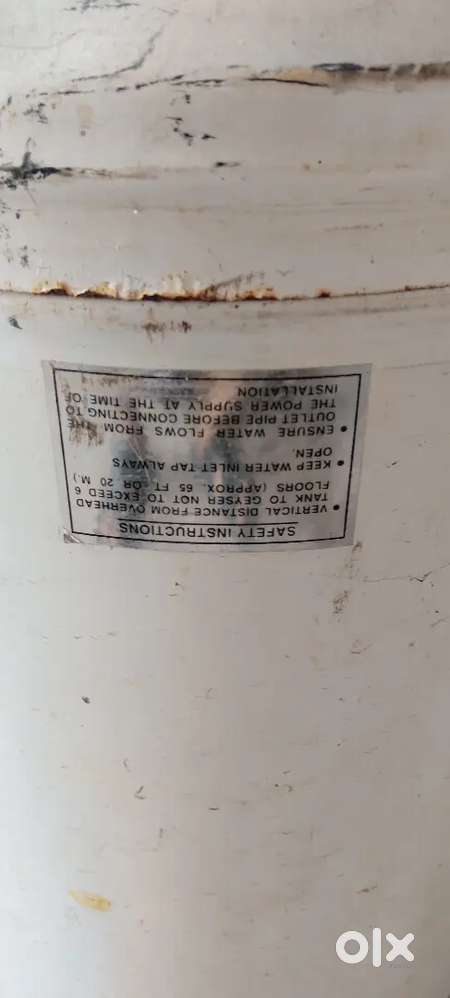 SAFETY INSTRUCTIONS
• VERTICAL DISTANCE FROM OVERHEAD
TANK TO GEYSER NOT TO EXCEED 6
FLOORS (APPROX. 65 FT. OR 20 M.)
• KEEP WATER INLET TAP ALWAYS
OPEN.
• ENSURE WATER FLOWS FROM THE
OUTLET PIPE BEFORE CONNECTING TO
THE POWER SUPPLY AT THE TIME OF
INSTALLATION
olx